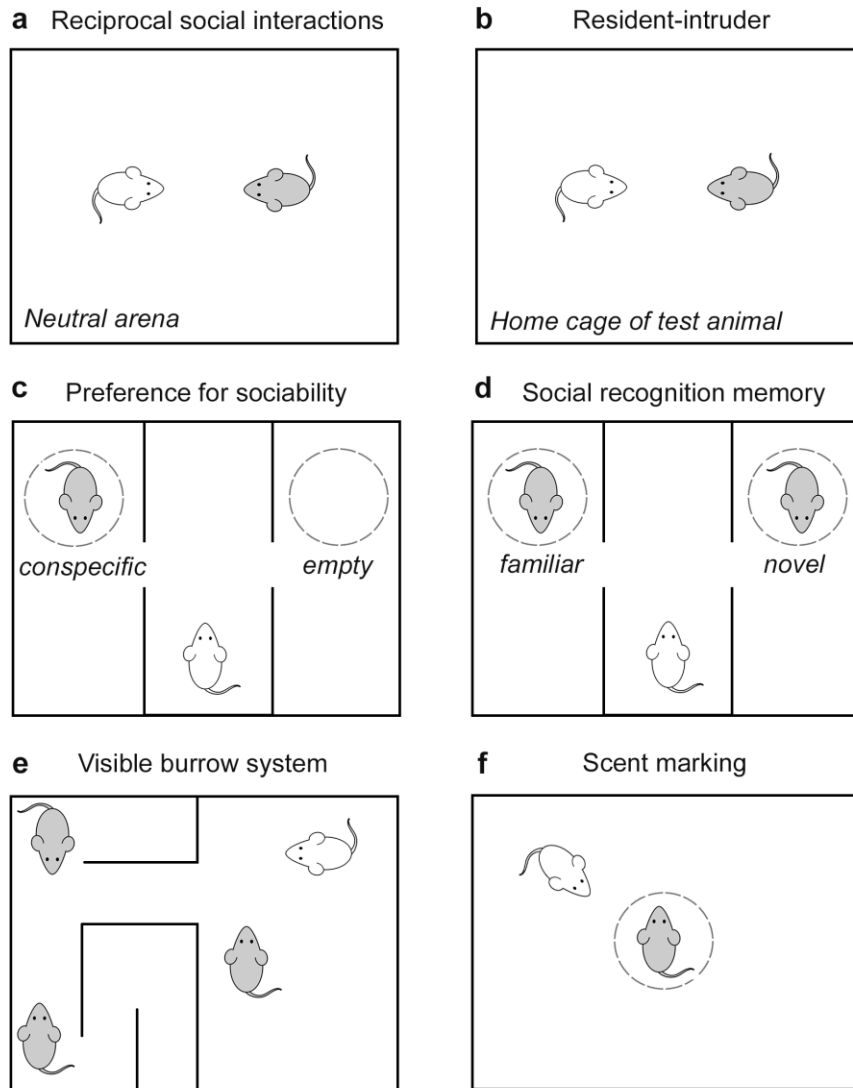 a Reciprocal social interactions
b Resident-intruder
Neutral arena
Home cage of test animal
c Preference for sociability
d Social recognition memory
conspecific
empty
familiar
novel
e Visible burrow system
f Scent marking